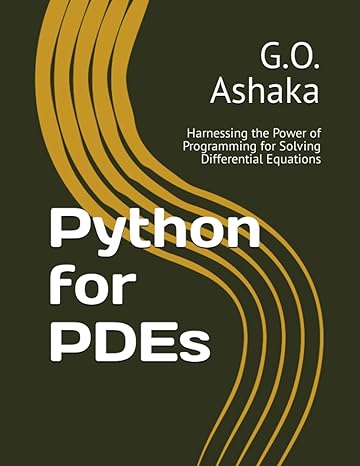 G.O.
Ashaka
Harnessing the Power of
Programming for Solving
Differential Equations
Python
for
PDEs